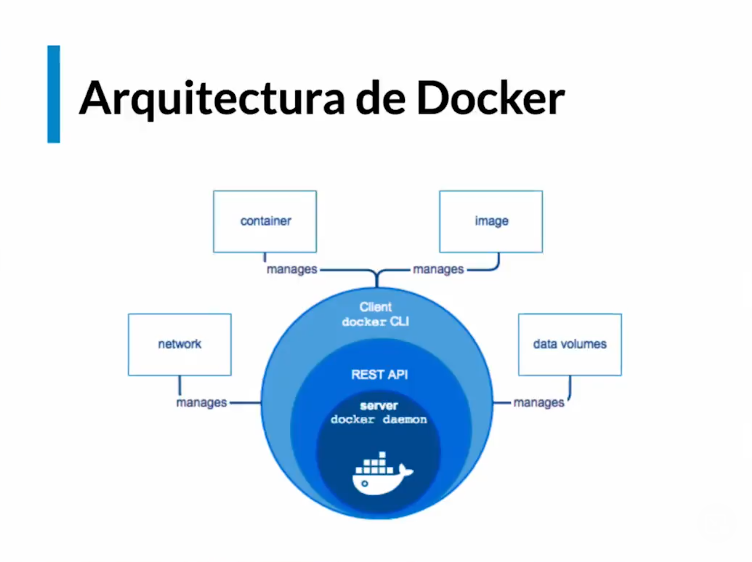 Arquitectura de Docker
container
image
manages
manages
Client
docker CLI
network
data volumes
REST API
manages
server
manages
docker daemon